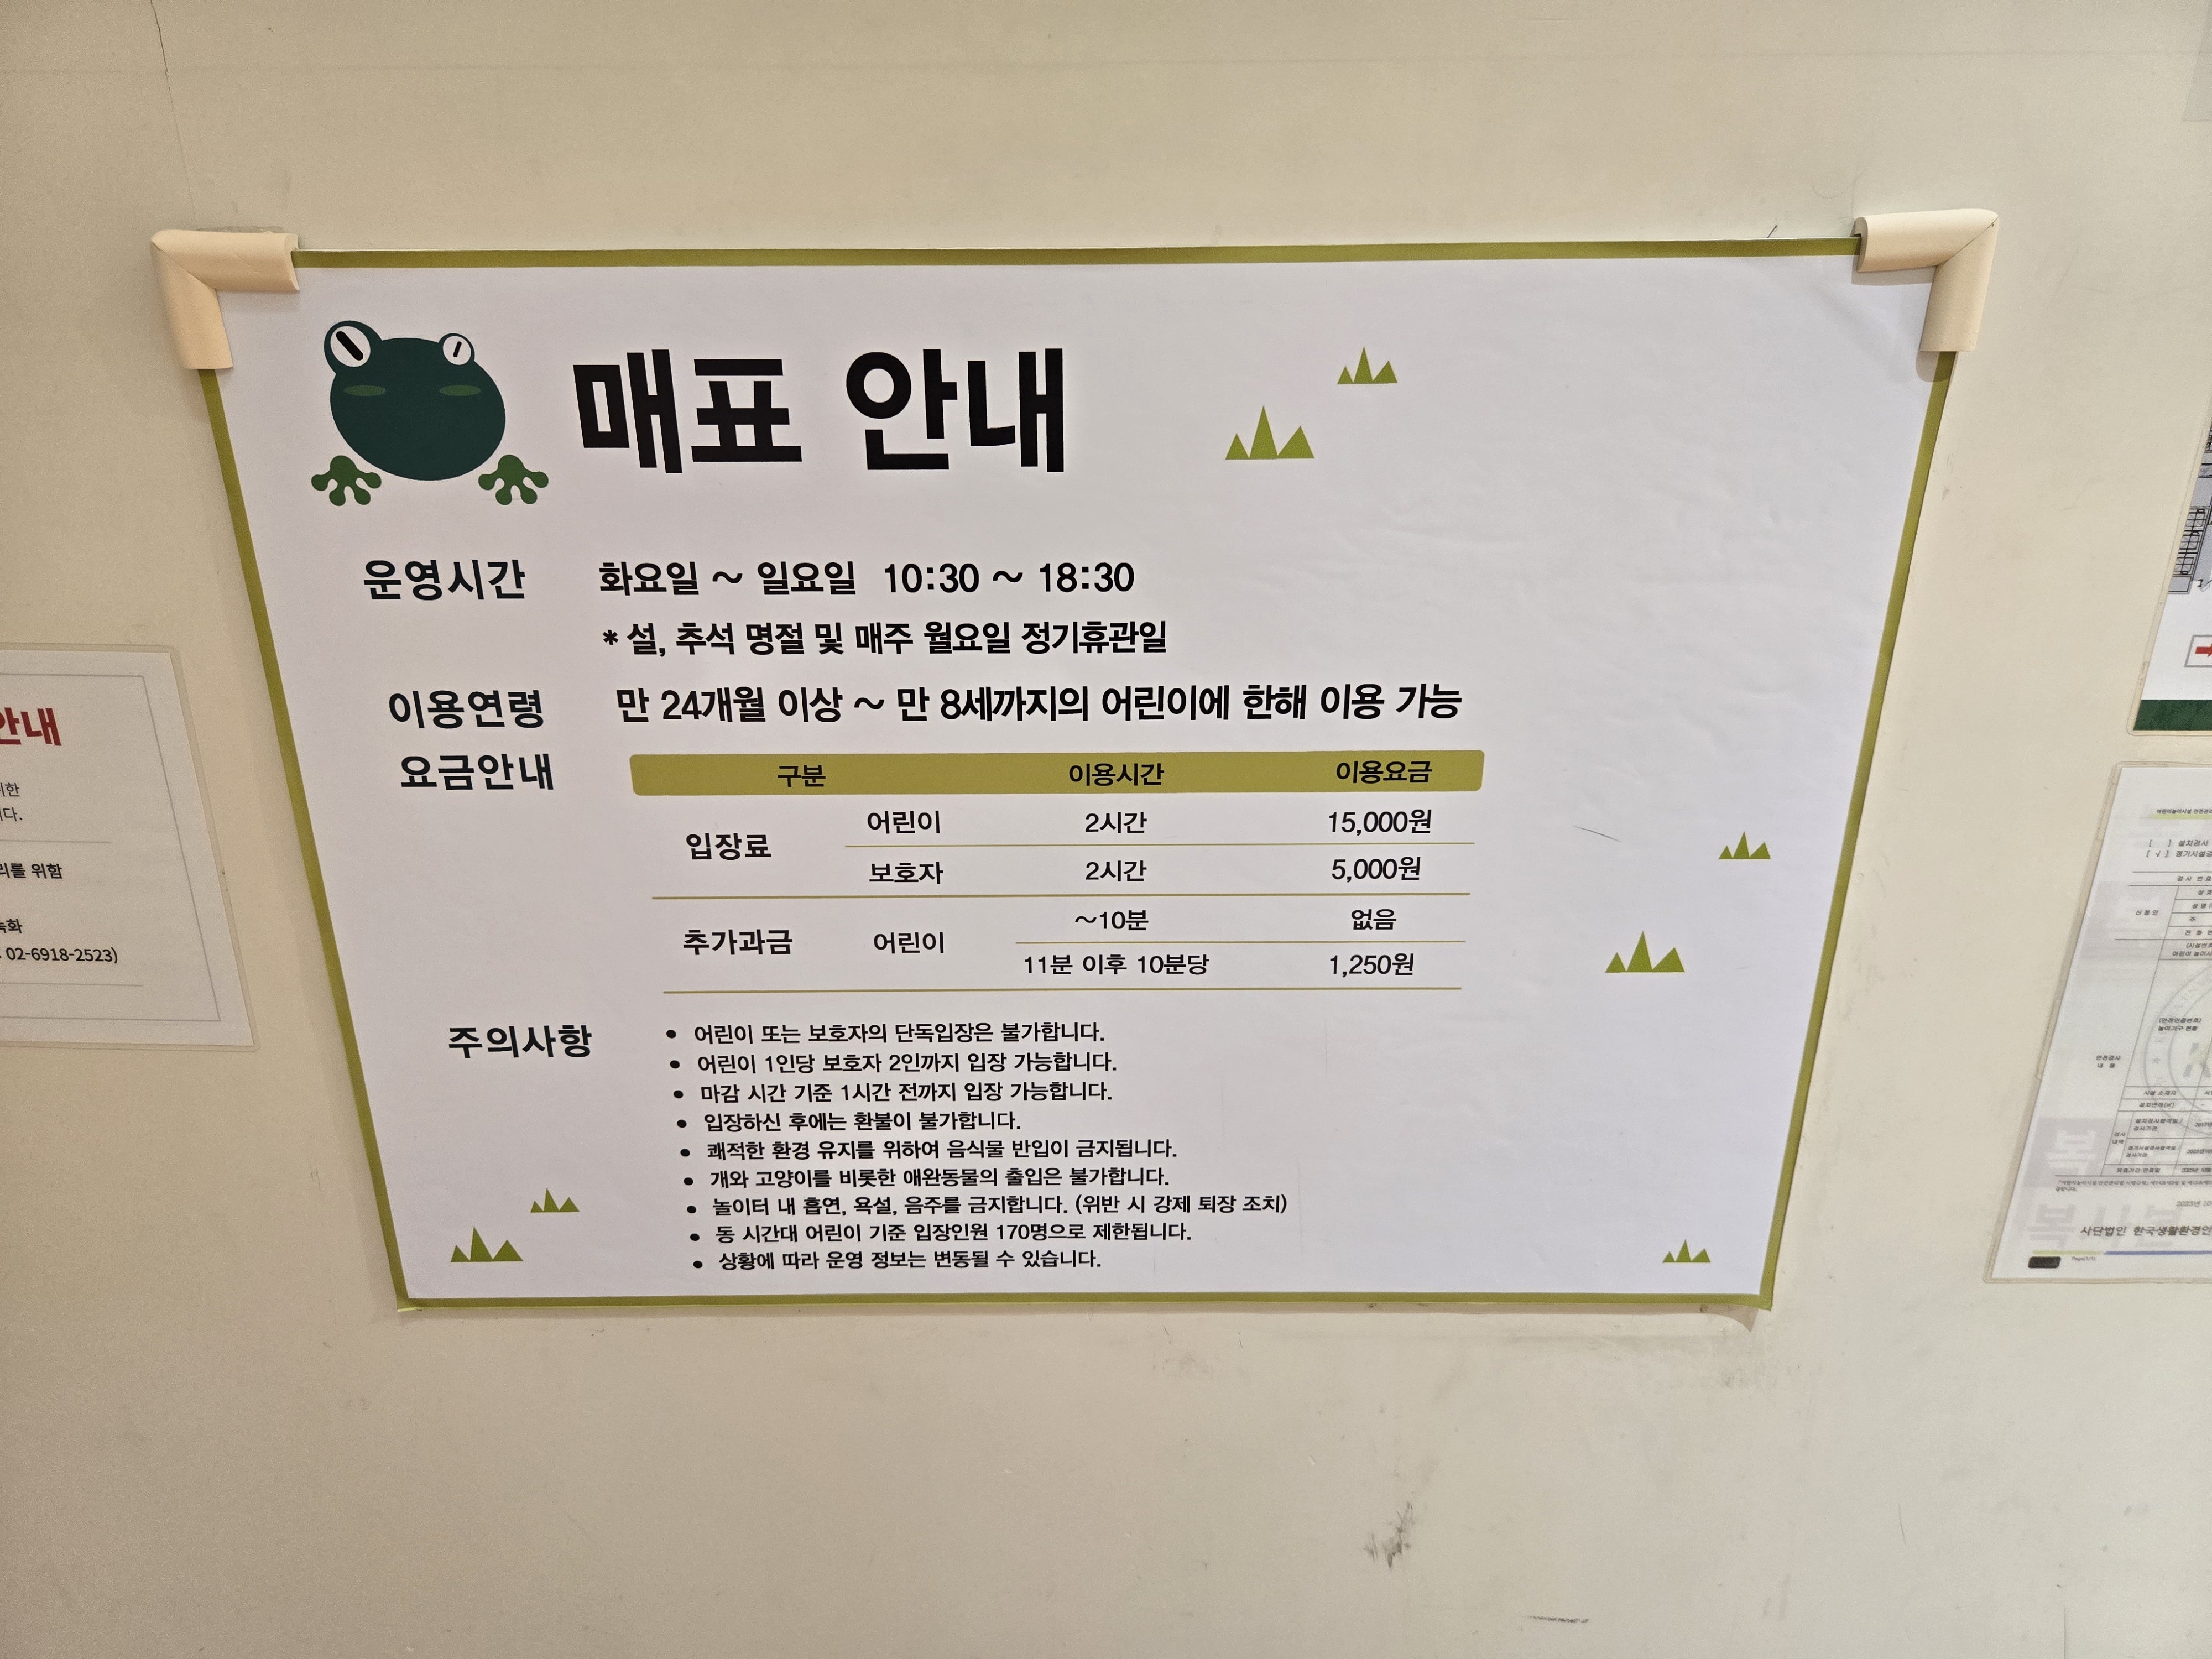 매표 안내
운영시간 화요일 ~ 일요일 10:30 ~ 18:30
* 설, 추석 명절 및 매주 월요일 정기휴관일
이용연령 만 24개월 이상 ~ 만 8세까지의 어린이에 한해 이용 가능
요금안내
구분 이용시간 이용요금
입장료 어린이 2시간 15,000원
보호자 2시간 5,000원
추가과금 어린이 ~10분 없음
11분 이후 10분당 1,250원
주의사항
• 어린이 또는 보호자의 단독입장은 불가합니다.
• 어린이 1인당 보호자 2인까지 입장 가능합니다.
• 마감 시간 기준 1시간 전까지 입장 가능합니다.
• 입장하신 후에는 환불이 불가합니다.
• 쾌적한 환경 유지를 위하여 음식물 반입이 금지됩니다.
• 개와 고양이를 비롯한 애완동물의 출입은 불가합니다.
• 놀이터 내 흡연, 욕설, 음주를 금지합니다. (위반 시 강제 퇴장 조치)
• 동 시간대 어린이 기준 입장인원 170명으로 제한됩니다.
• 상황에 따라 운영 정보는 변동될 수 있습니다.
안내
위한
니다.
리를 위함
녹화
02-6918-2523)